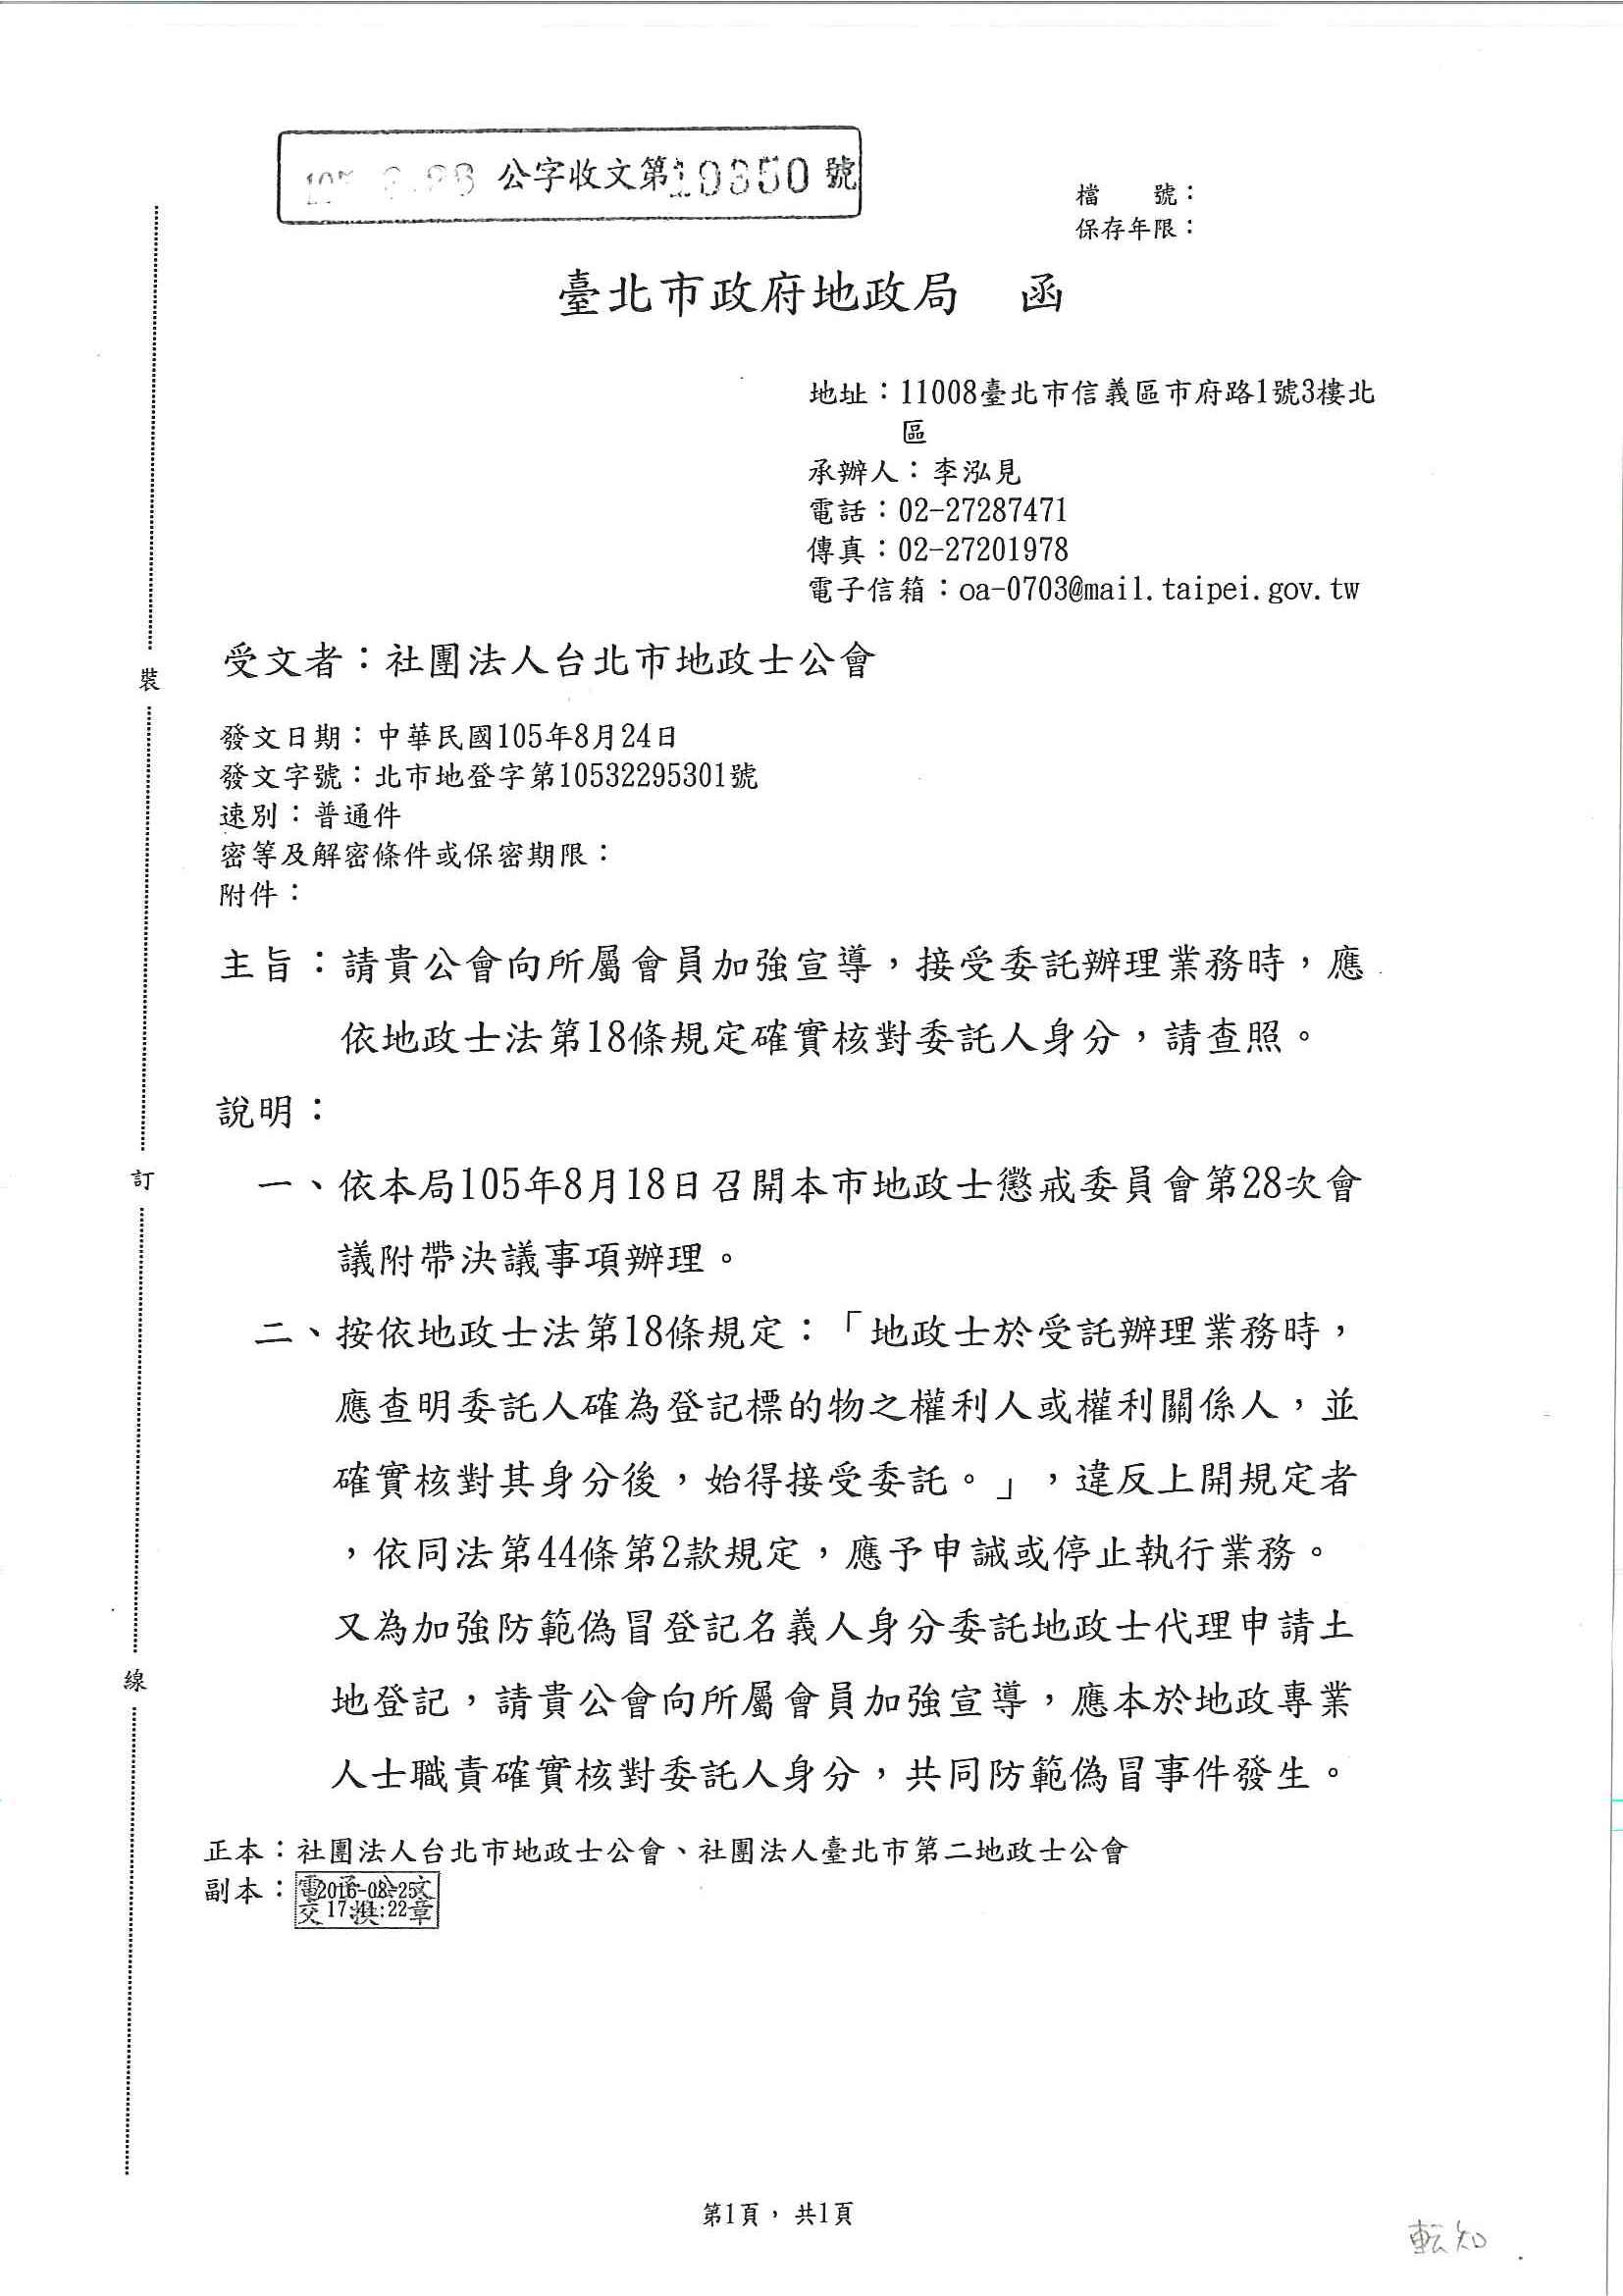 公字收文第10350號
檔　　號：
保存年限：
臺北市政府地政局　函
地址：11008臺北市信義區市府路1號3樓北
區
承辦人：李泓見
電話：02-27287471
傳真：02-27201978
電子信箱：oa-0703@mail.taipei.gov.tw
受文者：社團法人台北市地政士公會
發文日期：中華民國105年8月24日
發文字號：北市地登字第10532295301號
速別：普通件
密等及解密條件或保密期限：
附件：
主旨：請貴公會向所屬會員加強宣導，接受委託辦理業務時，應
依地政士法第18條規定確實核對委託人身分，請查照。
說明：
一、依本局105年8月18日召開本市地政士懲戒委員會第28次會
議附帶決議事項辦理。
二、按依地政士法第18條規定：「地政士於受託辦理業務時，
應查明委託人確為登記標的物之權利人或權利關係人，並
確實核對其身分後，始得接受委託。」，違反上開規定者
，依同法第44條第2款規定，應予申誡或停止執行業務。
又為加強防範偽冒登記名義人身分委託地政士代理申請土
地登記，請貴公會向所屬會員加強宣導，應本於地政專業
人士職責確實核對委託人身分，共同防範偽冒事件發生。
正本：社團法人台北市地政士公會、社團法人臺北市第二地政士公會
副本：
電子公文
2016-08-25
交換章
17:41:22
裝
訂
線
第1頁，共1頁
転知